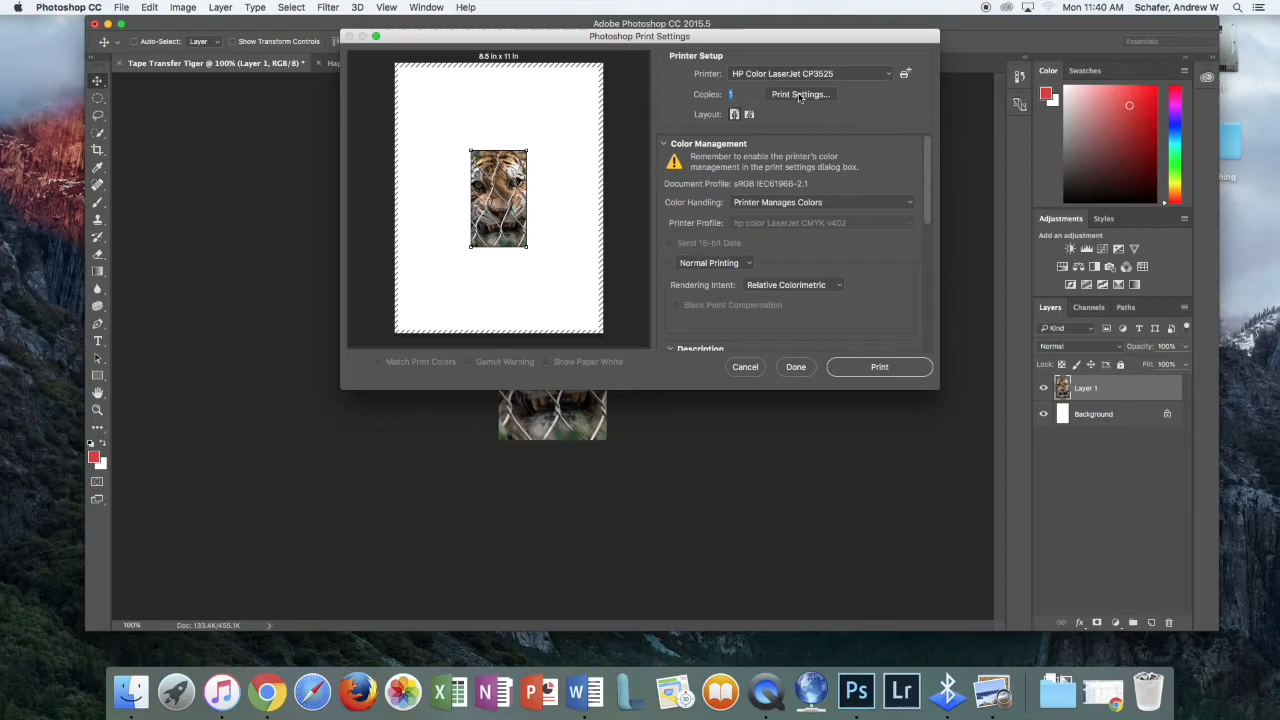 Photoshop CC File Edit Image Layer Type Select Filter 3D View Window Help
Mon 11:40 AM Schafer, Andrew W
Adobe Photoshop CC 2015.5
Auto-Select: Layer Show Transform Controls
Essentials
Tape Transfer Tiger @ 100% (Layer 1, RGB/8) *
Photoshop Print Settings
8.5 in x 11 in
Printer Setup
Printer: HP Color LaserJet CP3525
Copies: 1 Print Settings...
Layout:
Color Management
Remember to enable the printer's color
management in the print settings dialog box.
Document Profile: sRGB IEC61966-2.1
Color Handling: Printer Manages Colors
Printer Profile: hp color LaserJet CMYK v402
Send 16-bit Data
Normal Printing
Rendering Intent: Relative Colorimetric
Black Point Compensation
Description
Match Print Colors Gamut Warning Show Paper White
Cancel Done Print
Color Swatches
Adjustments Styles
Add an adjustment
Layers Channels Paths
Kind
Normal Opacity: 100%
Lock: Fill: 100%
Layer 1
Background
100% Doc: 133.4K/455.1K
Ps Lr